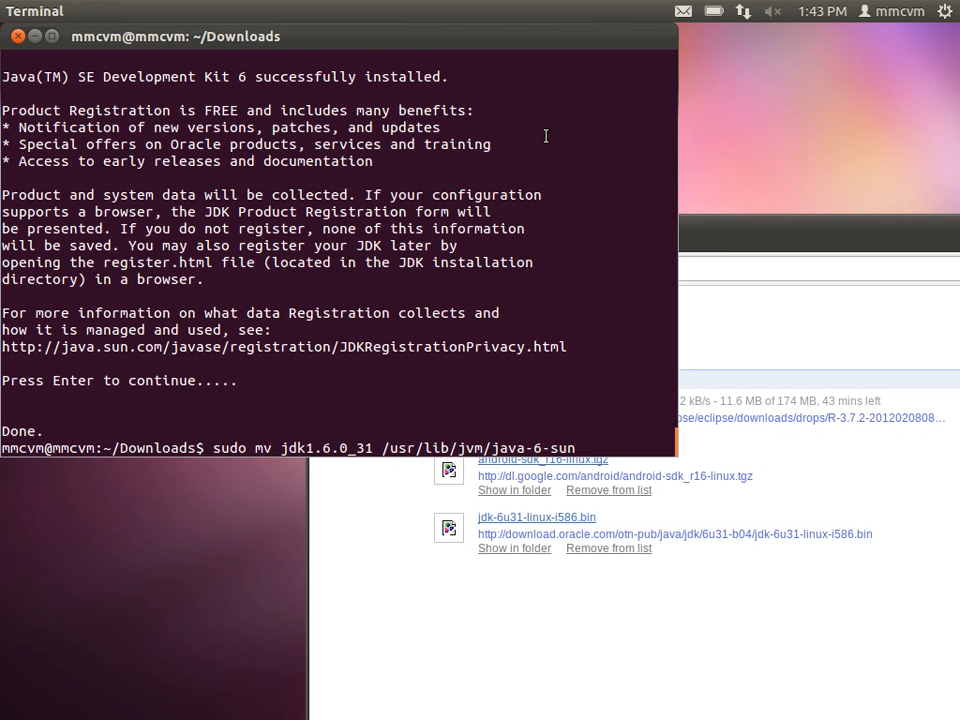 Terminal
1:43 PM
mmcvm
mmcvm@mmcvm: ~/Downloads
Java(TM) SE Development Kit 6 successfully installed.
Product Registration is FREE and includes many benefits:
* Notification of new versions, patches, and updates
* Special offers on Oracle products, services and training
* Access to early releases and documentation
Product and system data will be collected. If your configuration
supports a browser, the JDK Product Registration form will
be presented. If you do not register, none of this information
will be saved. You may also register your JDK later by
opening the register.html file (located in the JDK installation
directory) in a browser.
For more information on what data Registration collects and
how it is managed and used, see:
http://java.sun.com/javase/registration/JDKRegistrationPrivacy.html
Press Enter to continue.....
Done.
mmcvm@mmcvm:~/Downloads$ sudo mv jdk1.6.0_31 /usr/lib/jvm/java-6-sun
2 kB/s - 11.6 MB of 174 MB, 43 mins left
pse/eclipse/downloads/drops/R-3.7.2-2012020808…
android-sdk_r16-linux.tgz
http://dl.google.com/android/android-sdk_r16-linux.tgz
Show in folder Remove from list
jdk-6u31-linux-i586.bin
http://download.oracle.com/otn-pub/java/jdk/6u31-b04/jdk-6u31-linux-i586.bin
Show in folder Remove from list